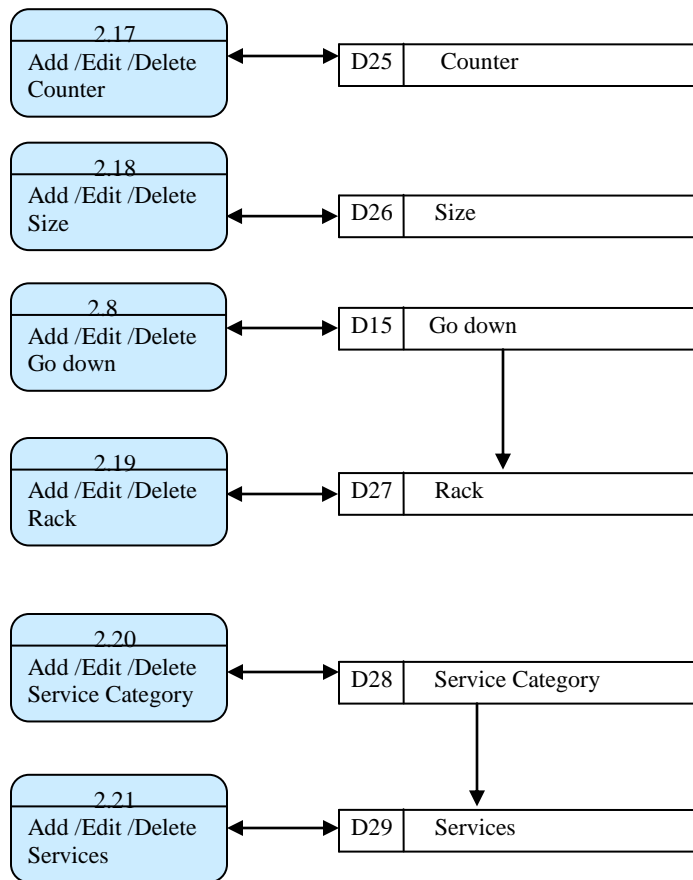 2.17
Add /Edit /Delete
Counter
D25 Counter
2.18
Add /Edit /Delete
Size
D26 Size
2.8
Add /Edit /Delete
Go down
D15 Go down
2.19
Add /Edit /Delete
Rack
D27 Rack
2.20
Add /Edit /Delete
Service Category
D28 Service Category
2.21
Add /Edit /Delete
Services
D29 Services